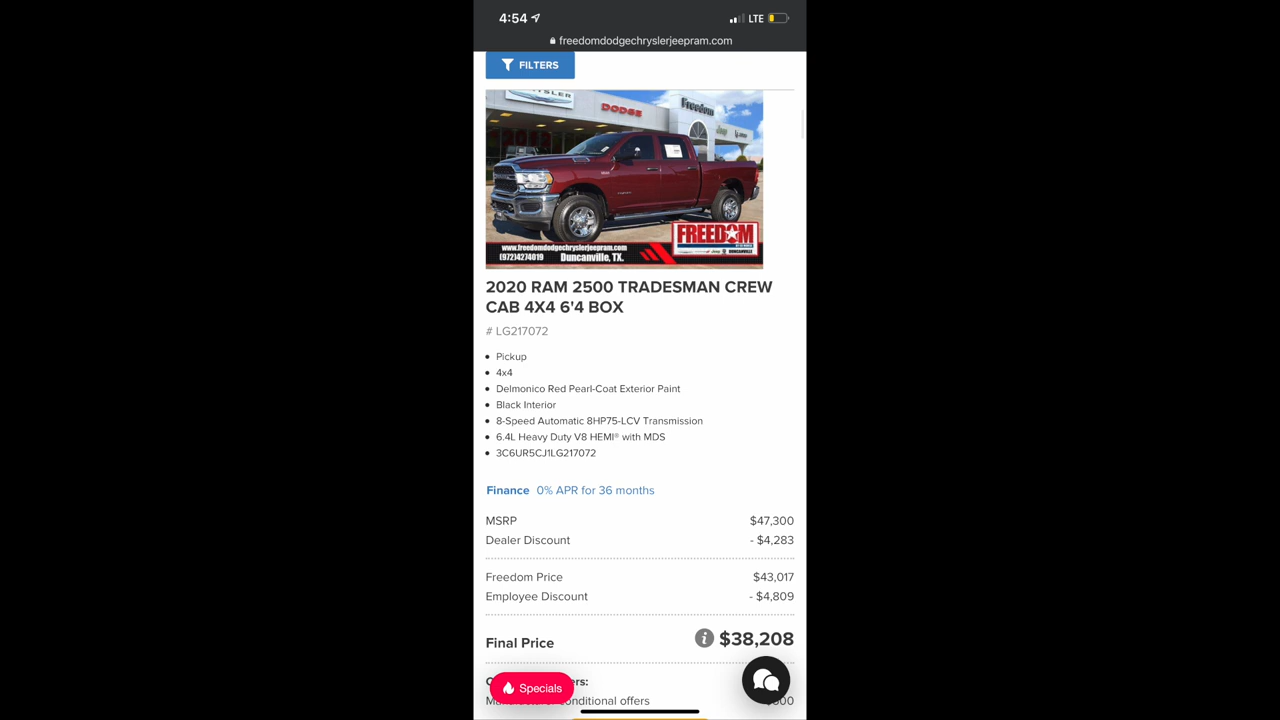 4:54
LTE
freedomdodgechryslerjeepram.com
FILTERS
DODGE
Freedom
FREEDOM
www.freedomdodgechryslerjeepram.com
(972)4274019 Duncanville, TX.
DUNCANVILLE
2020 RAM 2500 TRADESMAN CREW
CAB 4X4 6'4 BOX
# LG217072
• Pickup
• 4x4
• Delmonico Red Pearl-Coat Exterior Paint
• Black Interior
• 8-Speed Automatic 8HP75-LCV Transmission
• 6.4L Heavy Duty V8 HEMI® with MDS
• 3C6UR5CJ1LG217072
Finance 0% APR for 36 months
MSRP $47,300
Dealer Discount - $4,283
Freedom Price $43,017
Employee Discount - $4,809
Final Price $38,208
Specials
conditional offers